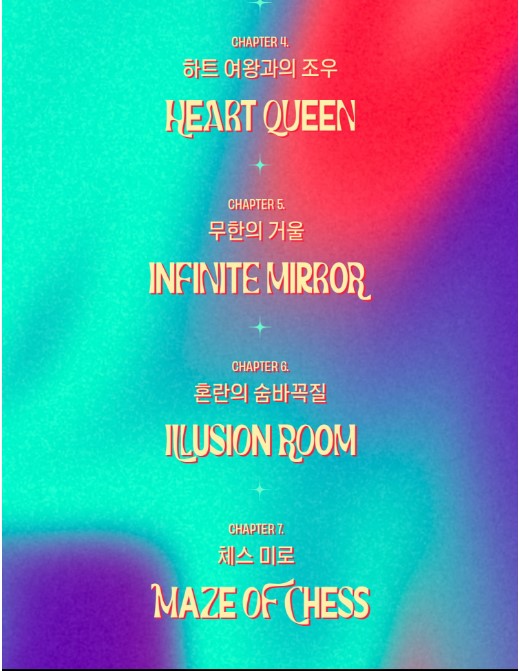 CHAPTER 4.
하트 여왕과의 조우
HEART QUEEN
CHAPTER 5.
무한의 거울
INFINITE MIRROR
CHAPTER 6.
혼란의 숨바꼭질
ILLUSION ROOM
CHAPTER 7.
체스 미로
MAZE OF CHESS